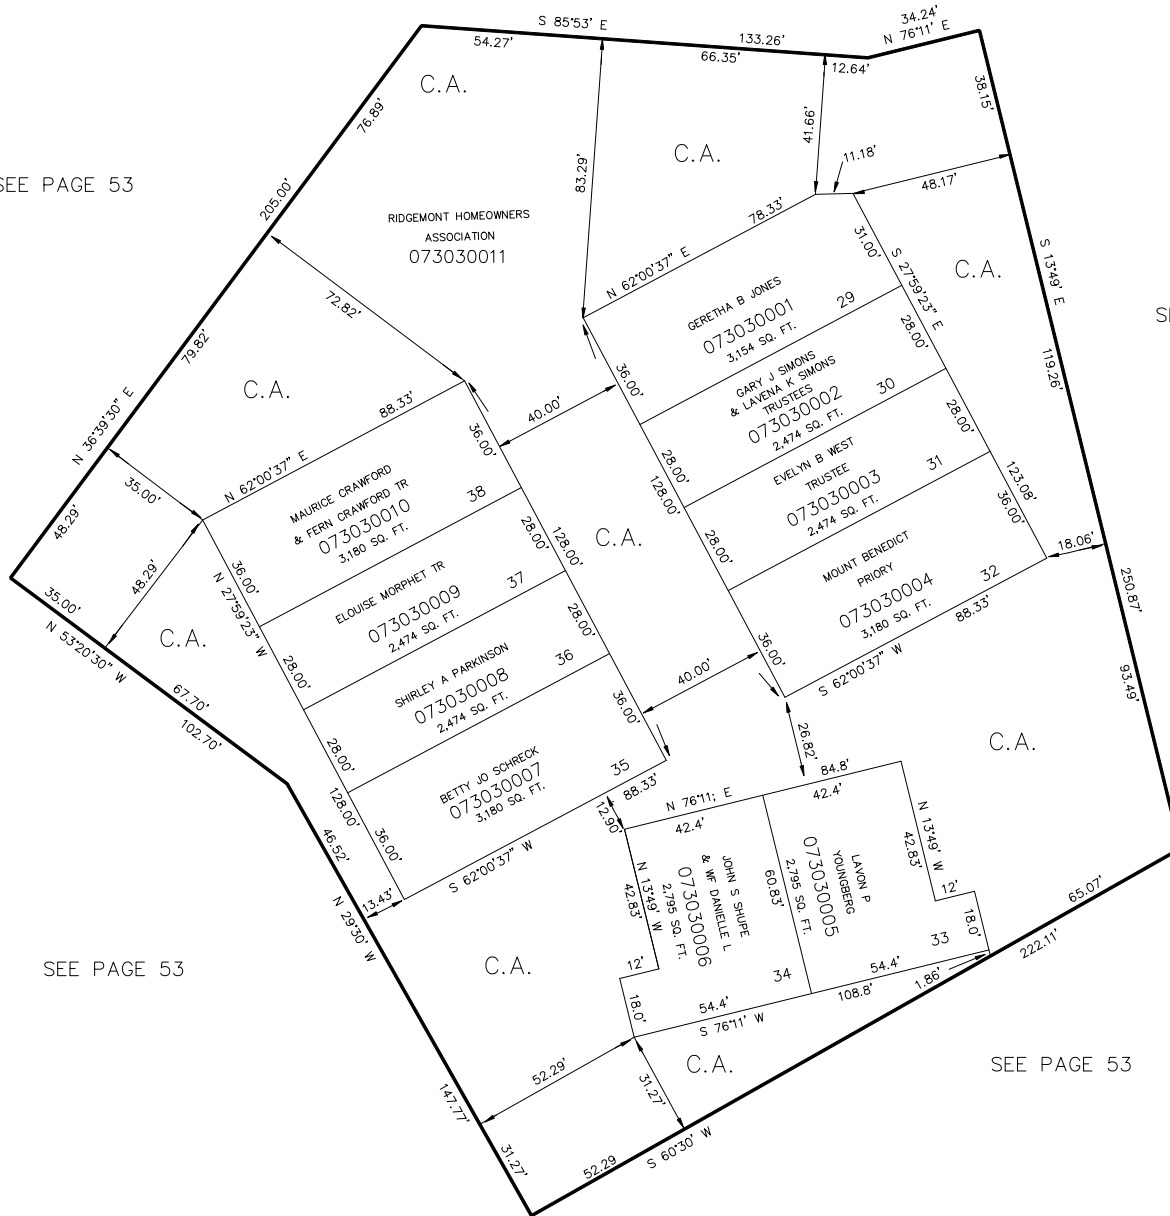 S 85°53' E
54.27'
133.26'
66.35'
12.64'
34.24'
N 76°11' E
38.15'
C.A.
76.89'
205.00'
SEE PAGE 53
83.29'
C.A.
41.66'
11.18'
48.17'
RIDGEMONT HOMEOWNERS
ASSOCIATION
073030011
78.33'
N 62°00'37" E
31.00'
S 27°59'23" E
C.A.
S 13°49' E
119.26'
72.82'
79.82'
C.A.
88.33'
N 62°00'37" E
N 36°39'30" E
35.00'
48.29'
48.29'
GERETHA B JONES
073030001
3,154 SQ. FT.
29
36.00'
28.00'
GARY J SIMONS
& LAVENA K SIMONS
TRUSTEES
073030002
2,474 SQ. FT.
30
28.00'
28.00'
128.00'
EVELYN B WEST
TRUSTEE
073030003
2,474 SQ. FT.
31
28.00'
123.08'
36.00'
MOUNT BENEDICT
PRIORY
073030004
3,180 SQ. FT.
32
36.00'
88.33'
S 62°00'37" W
18.06'
250.87'
93.49'
40.00'
C.A.
40.00'
36.00'
MAURICE CRAWFORD
& FERN CRAWFORD TR
073030010
3,180 SQ. FT.
38
36.00'
N 27°59'23" W
28.00'
128.00'
ELOUISE MORPHET TR
073030009
2,474 SQ. FT.
37
28.00'
28.00'
SHIRLEY A PARKINSON
073030008
2,474 SQ. FT.
36
28.00'
36.00'
BETTY JO SCHRECK
073030007
3,180 SQ. FT.
35
128.00'
36.00'
88.33'
S 62°00'37" W
35.00'
N 53°20'30" W
C.A.
67.70'
102.70'
46.52'
13.43'
N 29°30' W
12.90'
26.82'
C.A.
N 76°11; E
84.8'
42.4'
42.4'
N 13°49' W
42.83'
JOHN S SHUPE
& WF DANIELLE L
073030006
2,795 SQ. FT.
34
60.83'
LAVON P
YOUNGBERG
073030005
2,795 SQ. FT.
33
N 13°49' W
42.83'
12'
18.0'
12'
18.0'
54.4'
54.4'
108.8'
S 76°11' W
1.86'
65.07'
222.11'
SEE PAGE 53
C.A.
C.A.
SEE PAGE 53
52.29'
31.27'
147.77'
31.27'
52.29
S 60°30' W